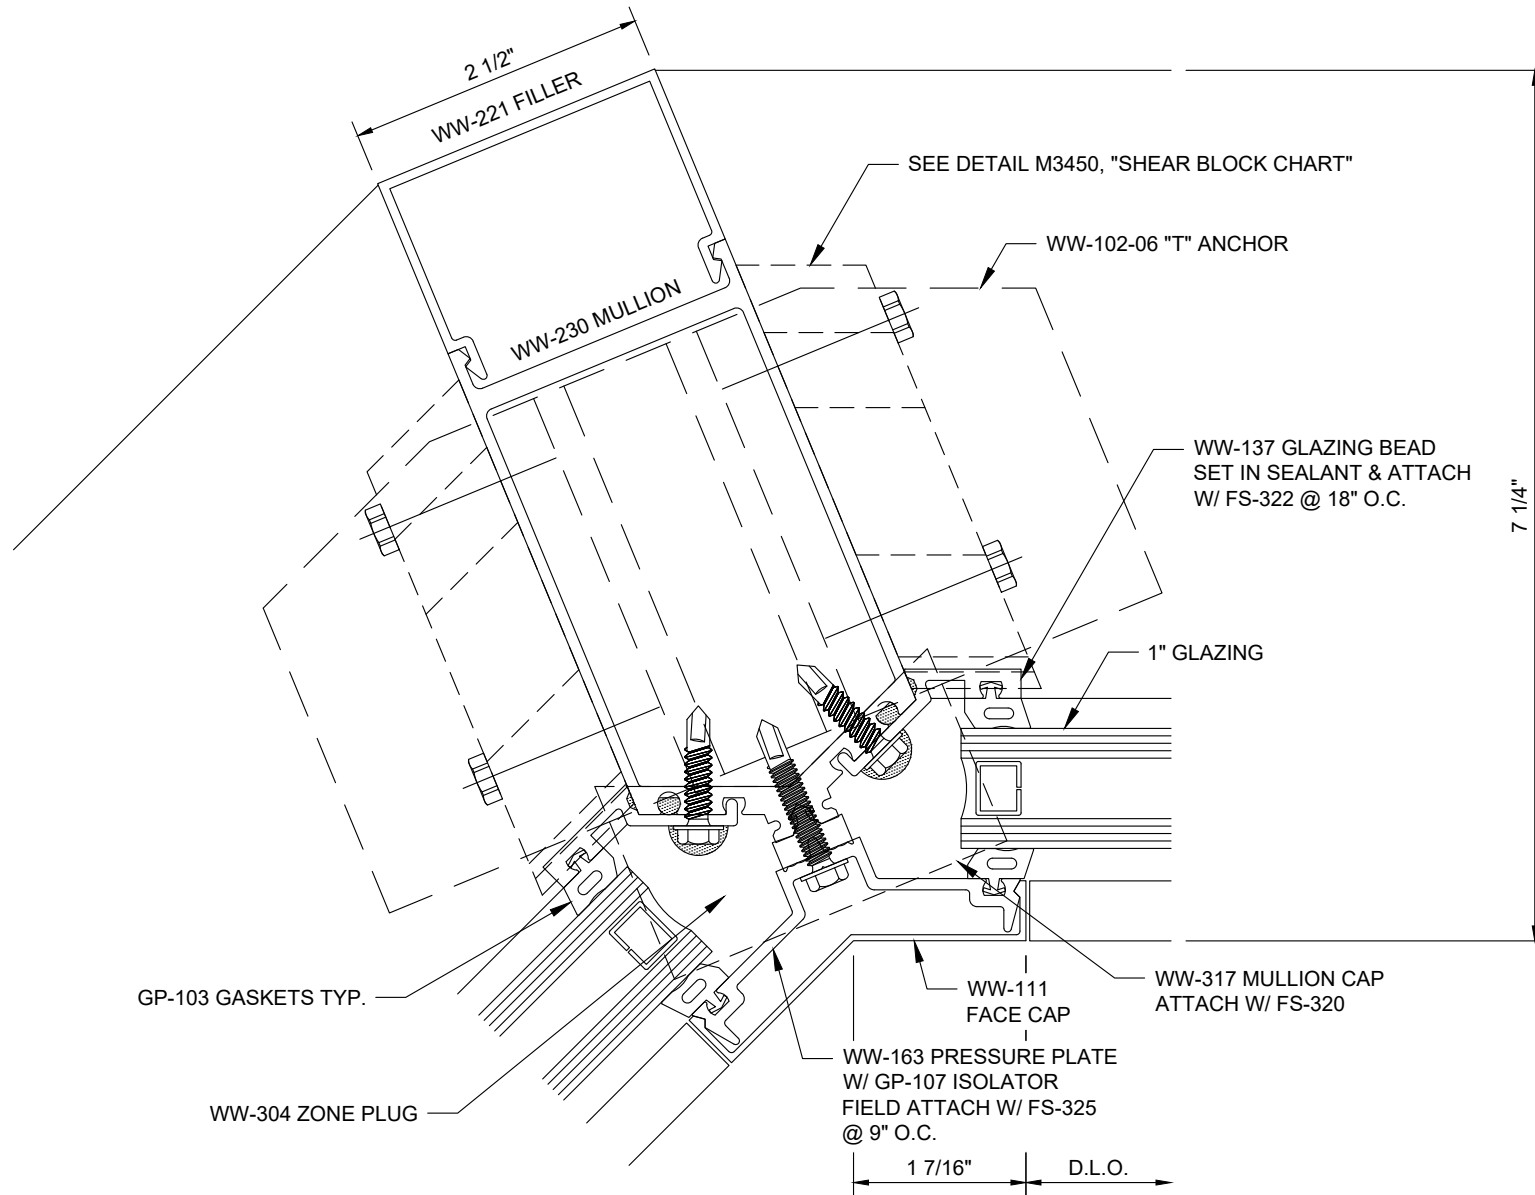 2 1/2"
WW-221 FILLER
SEE DETAIL M3450, "SHEAR BLOCK CHART"
WW-102-06 "T" ANCHOR
WW-230 MULLION
WW-137 GLAZING BEAD
SET IN SEALANT & ATTACH
W/ FS-322 @ 18" O.C.
7 1/4"
1" GLAZING
GP-103 GASKETS TYP.
WW-111
FACE CAP
WW-317 MULLION CAP
ATTACH W/ FS-320
WW-163 PRESSURE PLATE
W/ GP-107 ISOLATOR
FIELD ATTACH W/ FS-325
@ 9" O.C.
WW-304 ZONE PLUG
1 7/16"
D.L.O.